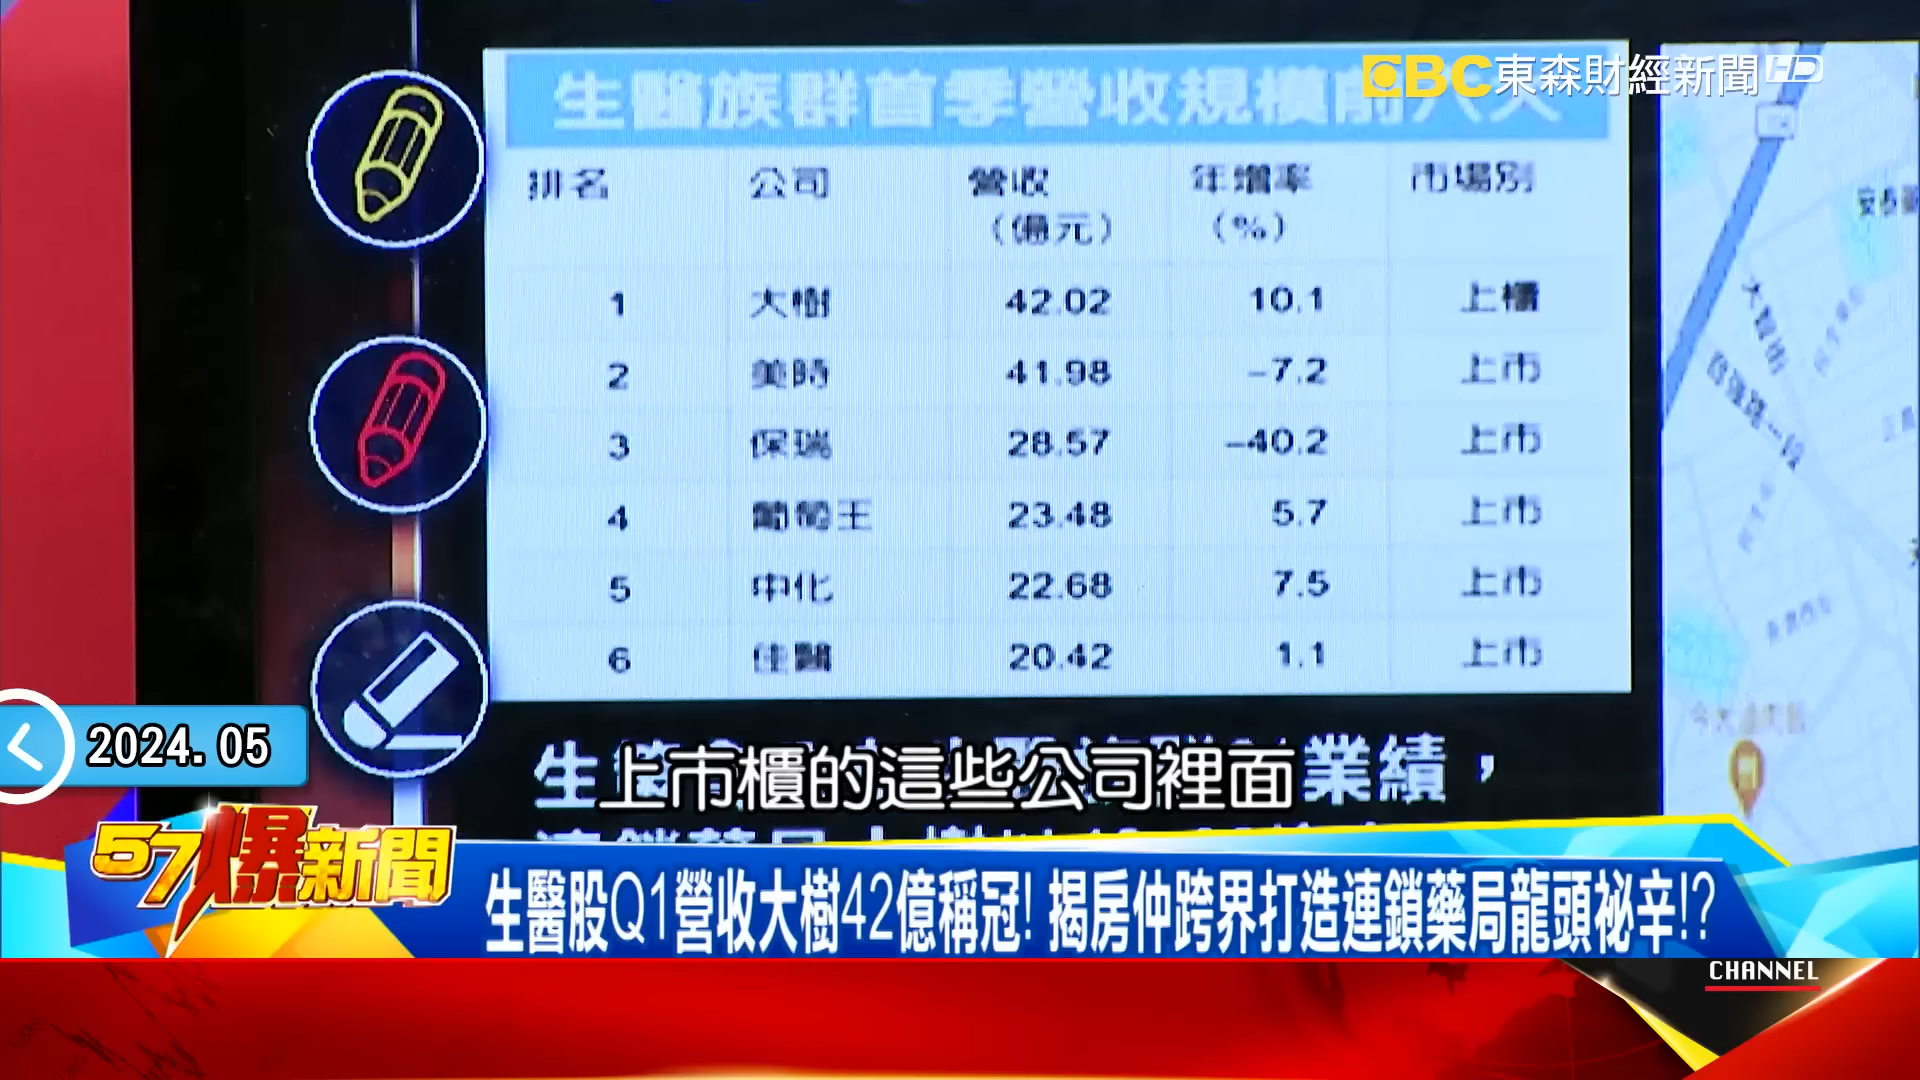 EBC東森財經新聞HD
生醫族群首季營收規模前六大
排名 公司 營收（億元） 年增率（%） 市場別
1 大樹 42.02 10.1 上櫃
2 美時 41.98 -7.2 上市
3 保瑞 28.57 -40.2 上市
4 葡萄王 23.48 5.7 上市
5 中化 22.68 7.5 上市
6 佳醫 20.42 1.1 上市
大智街
2024.05
業績，
上市櫃的這些公司裡面
57爆新聞
生醫股Q1營收大樹42億稱冠! 揭房仲跨界打造連鎖藥局龍頭祕辛!?
CHANNEL